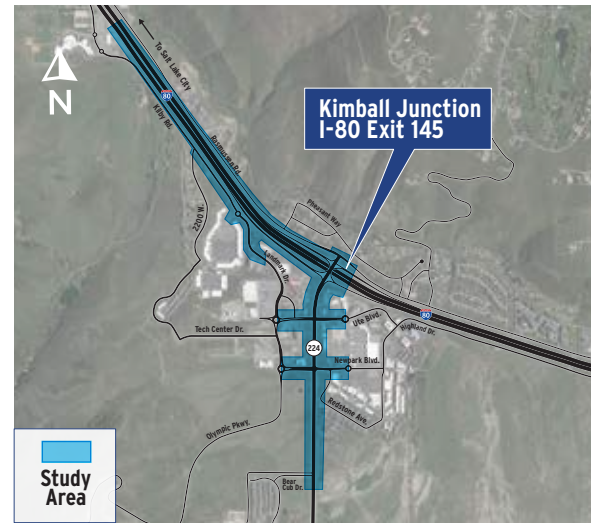 To Salt Lake City
N
80
Kilby Rd.
Rasmussen Rd.
Kimball Junction
I-80 Exit 145
Pheasant Way
2200 W.
Landmark Dr.
80
Ute Blvd.
Highland Dr.
Tech Center Dr.
224
Newpark Blvd.
Redstone Ave.
Olympic Pkwy.
Bear
Cub Dr.
Study
Area